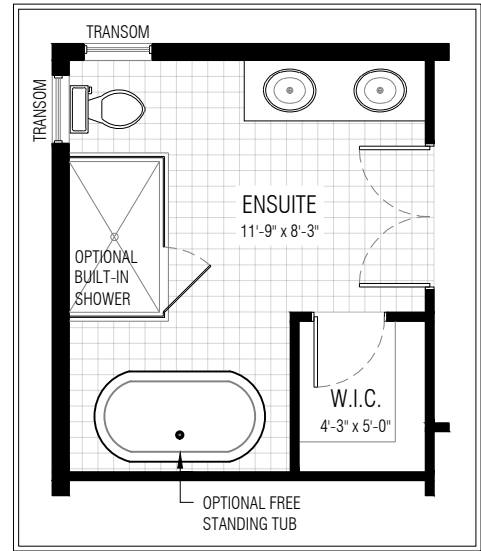 TRANSOM
TRANSOM
ENSUITE
11'-9" x 8'-3"
OPTIONAL
BUILT-IN
SHOWER
W.I.C.
4'-3" x 5'-0"
OPTIONAL FREE
STANDING TUB